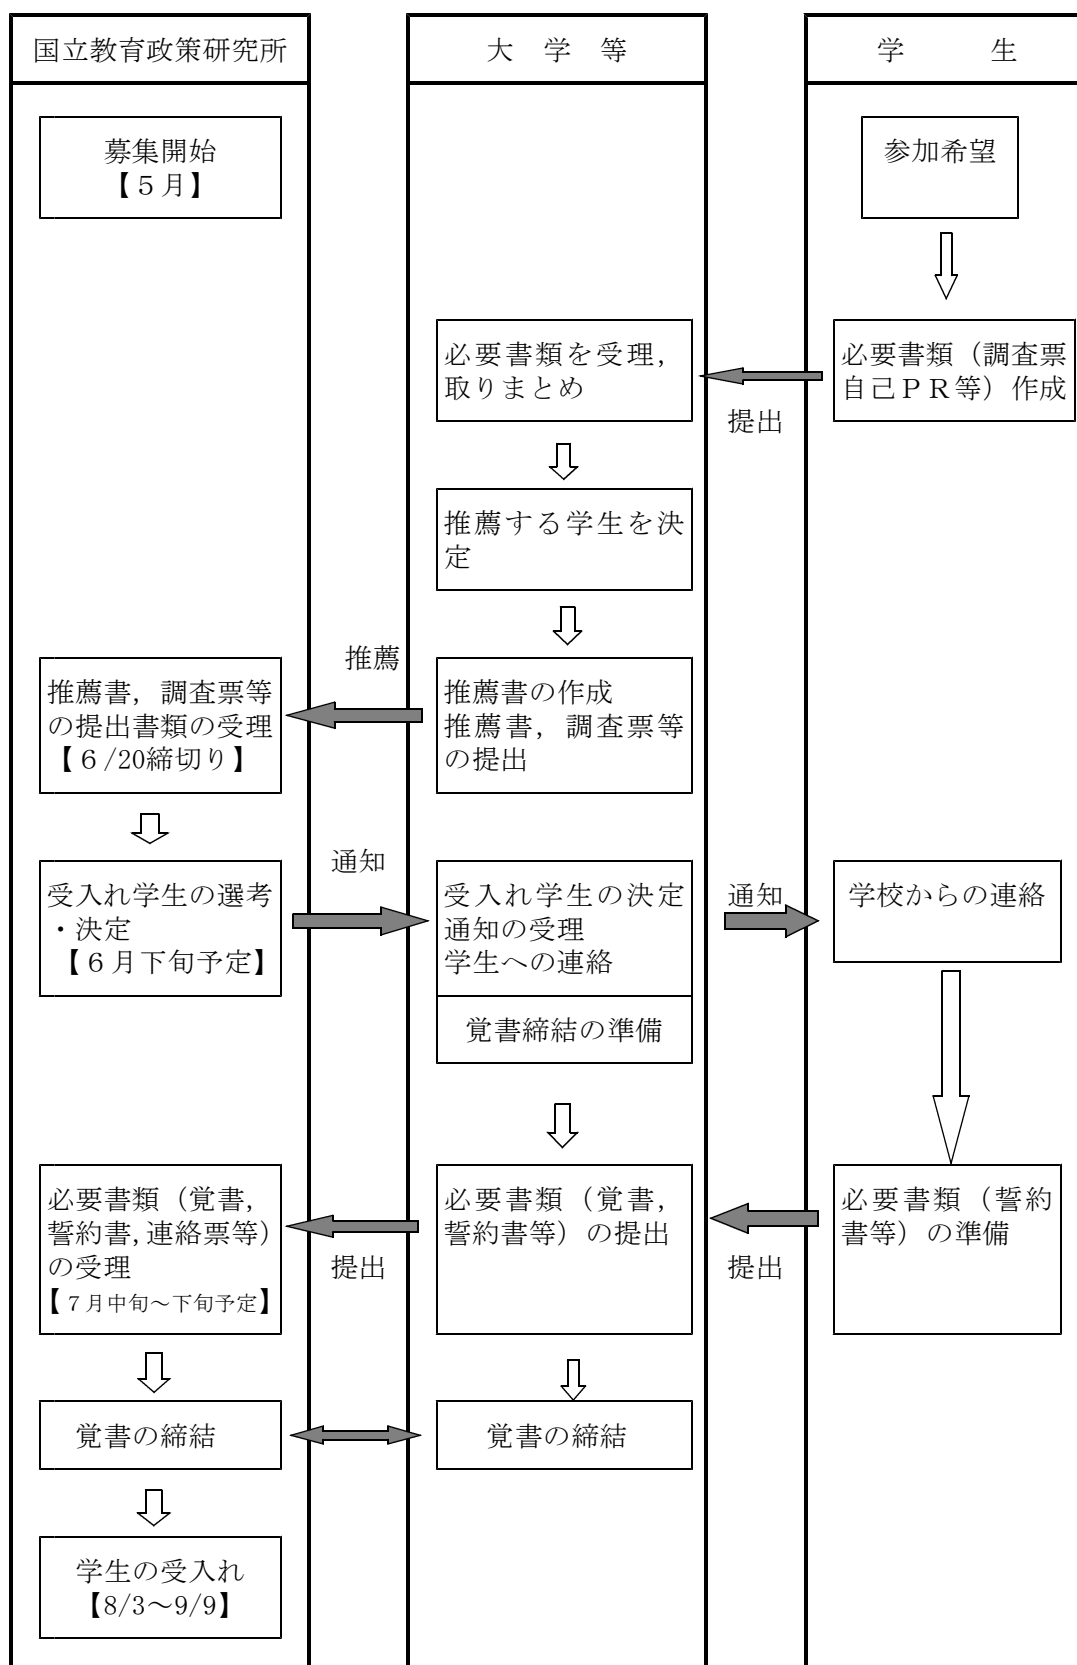 国立教育政策研究所
大　学　等
学　　　生
募集開始
【５月】
参加希望
必要書類を受理，
取りまとめ
提出
必要書類（調査票
自己ＰＲ等）作成
推薦する学生を決
定
推薦
推薦書，調査票等
の提出書類の受理
【６/20締切り】
推薦書の作成
推薦書，調査票等
の提出
受入れ学生の選考
・決定
【６月下旬予定】
通知
受入れ学生の決定
通知の受理
学生への連絡
通知
学校からの連絡
覚書締結の準備
必要書類（覚書，
誓約書，連絡票等）
の受理
【７月中旬～下旬予定】
提出
必要書類（覚書，
誓約書等）の提出
提出
必要書類（誓約
書等）の準備
覚書の締結
覚書の締結
学生の受入れ
【8/3～9/9】